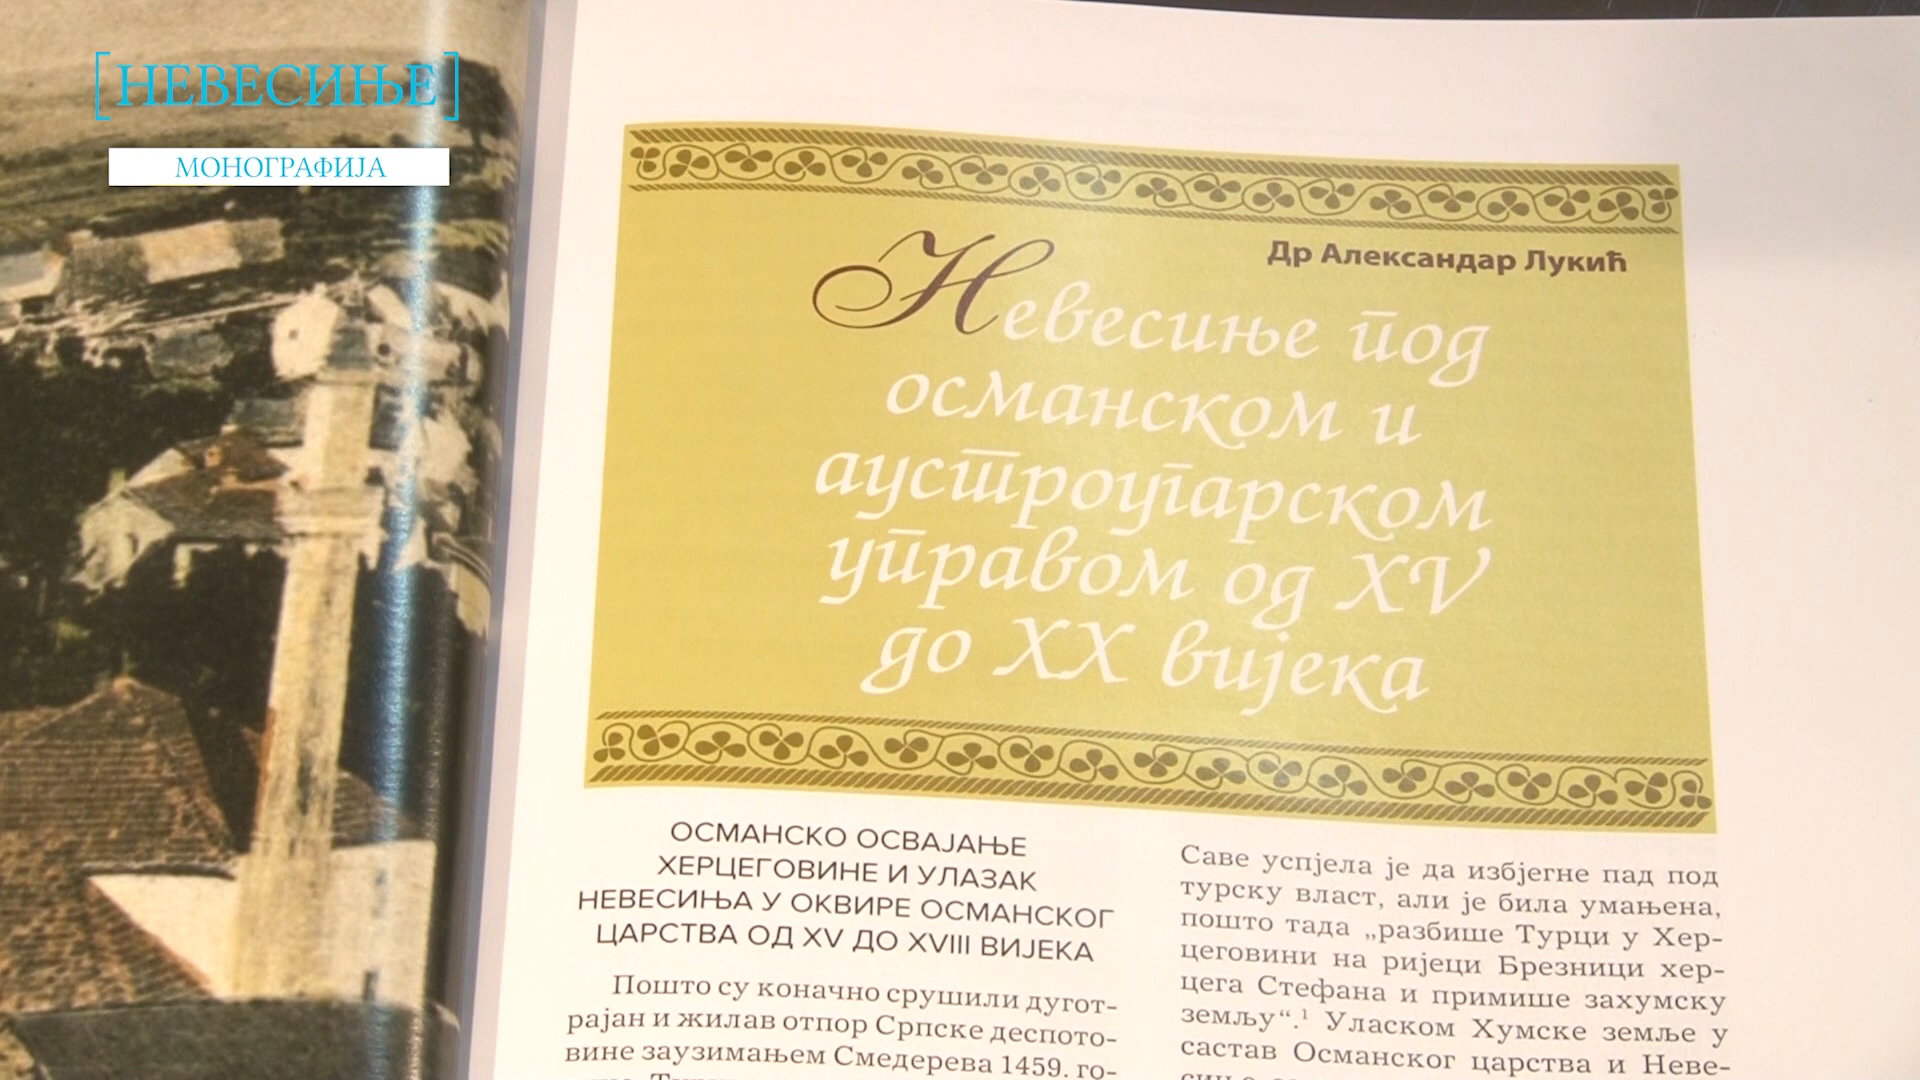 [НЕВЕСИЊЕ]
МОНОГРАФИЈА
Др Александар Лукић
Невесиње под
османском и
аустроугарском
управом од XV
до XX вијека
ОСМАНСКО ОСВАЈАЊЕ
ХЕРЦЕГОВИНЕ И УЛАЗАК
НЕВЕСИЊА У ОКВИРЕ ОСМАНСКОГ
ЦАРСТВА ОД XV ДО XVIII ВИЈЕКА
Пошто су коначно срушили дугот-
рајан и жилав отпор Српске деспото-
вине заузимањем Смедерева 1459. го-
Саве успјела је да избјегне пад под
турску власт, али је била умањена,
пошто тада „разбише Турци у Хер-
цеговини на ријеци Брезници хер-
цега Стефана и примише захумску
земљу“.¹ Уласком Хумске земље у
састав Османског царства и Неве-